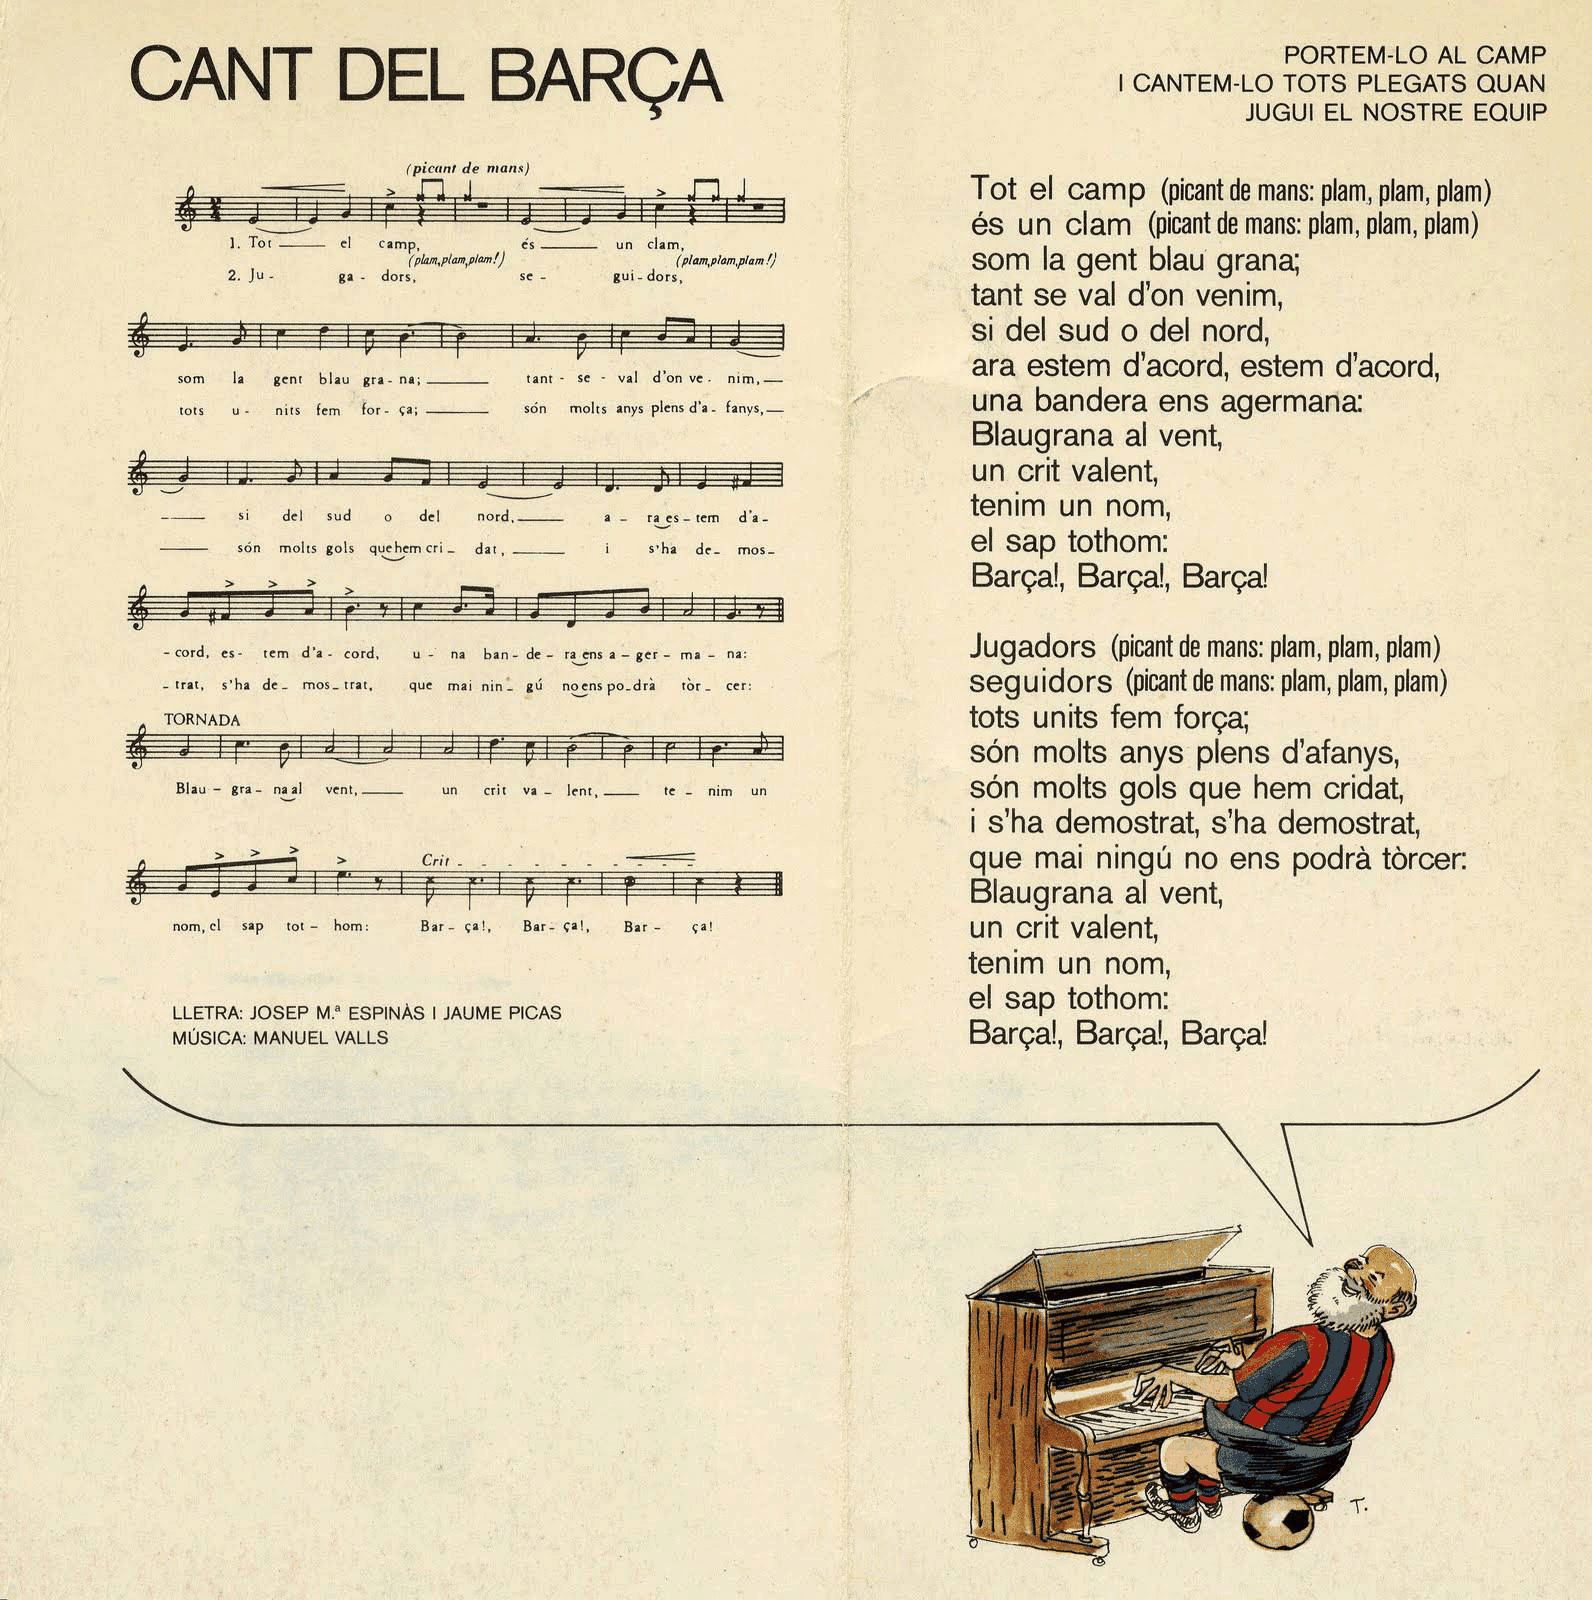 CANT DEL BARÇA
(picant de mans)
1. Tot ——— el camp, és ——— un clam,
(plam,plam,plam!) (plam,plam,plam!)
2. Ju - ga - dors, se - gui - dors,
som la gent blau gra - na; ——— tant - se - val d'on ve - nim, —
tots u - nits fem for - ça; ——— són molts anys plens d'a - fanys, —
——— si del sud o del nord, ——— a - ra es - tem d'a -
——— són molts gols que hem cri - dat, ——— i s'ha de - mos -
- cord, es - tem d'a - cord, u - na ban - de - ra ens a - ger - ma - na:
- trat, s'ha de - mos - trat, que mai nin - gú no ens po - drà tòr - cer:
TORNADA
Blau - gra - na al vent, ——— un crit va - lent, ——— te - nim un
Crit - - - - - - - - -
nom, el sap tot - hom: Bar - ça!, Bar - ça!, Bar - ça!
LLETRA: JOSEP M.ª ESPINÀS I JAUME PICAS
MÚSICA: MANUEL VALLS
PORTEM-LO AL CAMP
I CANTEM-LO TOTS PLEGATS QUAN
JUGUI EL NOSTRE EQUIP
Tot el camp (picant de mans: plam, plam, plam)
és un clam (picant de mans: plam, plam, plam)
som la gent blau grana;
tant se val d'on venim,
si del sud o del nord,
ara estem d'acord, estem d'acord,
una bandera ens agermana:
Blaugrana al vent,
un crit valent,
tenim un nom,
el sap tothom:
Barça!, Barça!, Barça!
Jugadors (picant de mans: plam, plam, plam)
seguidors (picant de mans: plam, plam, plam)
tots units fem força;
són molts anys plens d'afanys,
són molts gols que hem cridat,
i s'ha demostrat, s'ha demostrat,
que mai ningú no ens podrà tòrcer:
Blaugrana al vent,
un crit valent,
tenim un nom,
el sap tothom:
Barça!, Barça!, Barça!
T.